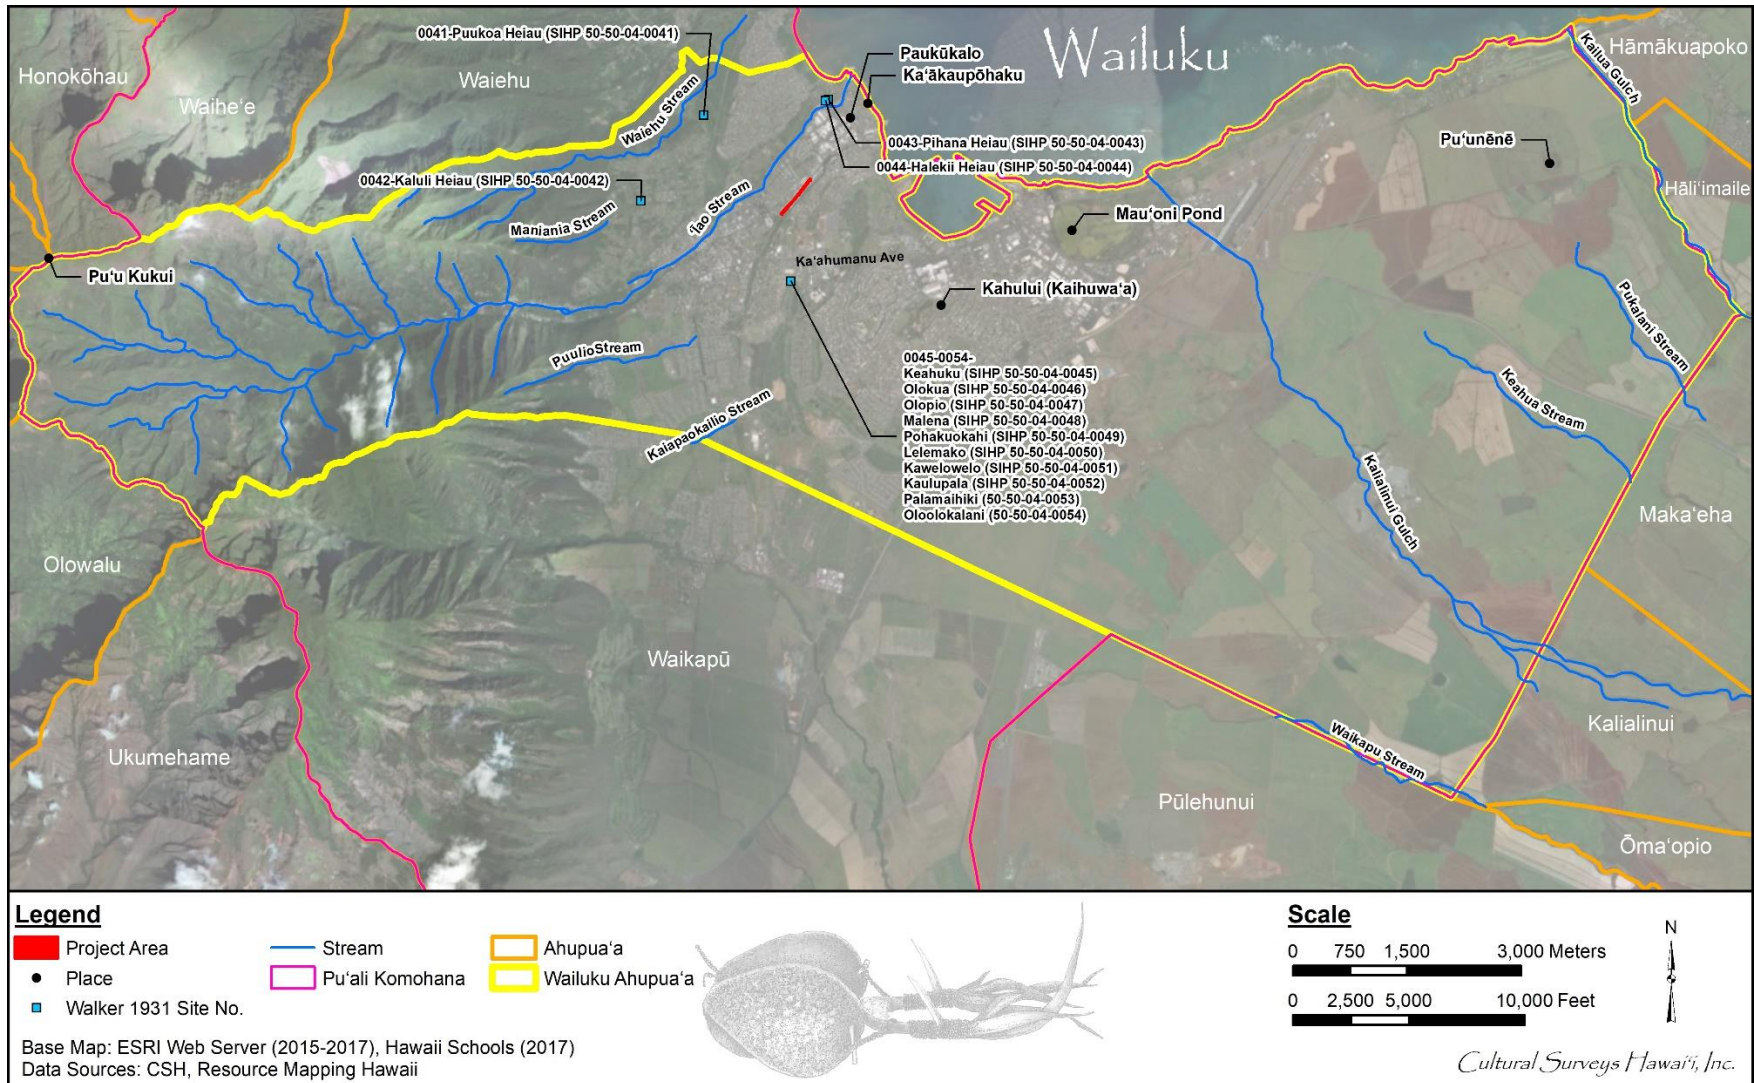 Wailuku
0041-Puukoa Heiau (SIHP 50-50-04-0041)
Honokōhau
Waiheʻe
Waiehu
Paukūkalo
Kaʻākaupōhaku
Hāmākuapoko
Kailua Gulch
Waiehu Stream
0043-Pihana Heiau (SIHP 50-50-04-0043)
0044-Halekii Heiau (SIHP 50-50-04-0044)
Puʻunēnē
Hāliʻimaile
0042-Kaluli Heiau (SIHP 50-50-04-0042)
Maniania Stream
ʻĪao Stream
Mauʻoni Pond
Puʻu Kukui
Kaʻahumanu Ave
Kahului (Kaihuwaʻa)
Pukalani Stream
PuulioStream
Keahua Stream
0045-0054-
Keahuku (SIHP 50-50-04-0045)
Olokua (SIHP 50-50-04-0046)
Olopio (SIHP 50-50-04-0047)
Malena (SIHP 50-50-04-0048)
Pohakuokahi (SIHP 50-50-04-0049)
Lelemako (SIHP 50-50-04-0050)
Kawelowelo (SIHP 50-50-04-0051)
Kaulupala (SIHP 50-50-04-0052)
Palamaihiki (50-50-04-0053)
Oloolokalani (50-50-04-0054)
Kaiapaokailio Stream
Kalialinui Gulch
Makaʻeha
Olowalu
Waikapū
Ukumehame
Waikapu Stream
Kalialinui
Pūlehunui
Ōmaʻopio
Legend
Project Area
Place
Walker 1931 Site No.
Stream
Puʻali Komohana
Ahupuaʻa
Wailuku Ahupuaʻa
Base Map: ESRI Web Server (2015-2017), Hawaii Schools (2017)
Data Sources: CSH, Resource Mapping Hawaii
Scale
0 750 1,500 3,000 Meters
0 2,500 5,000 10,000 Feet
N
Cultural Surveys Hawaiʻi, Inc.